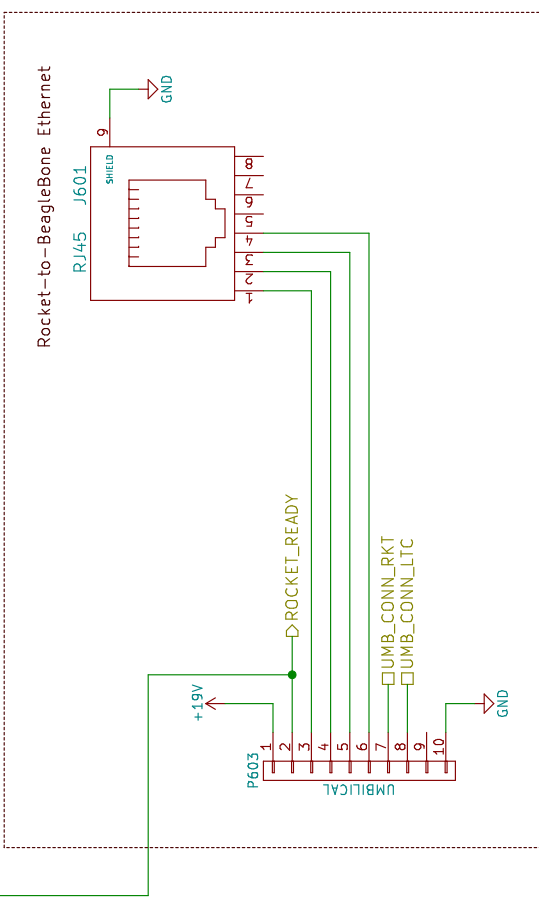 Rocket-to-BeagleBone Ethernet
GND
9
SHIELD
J601
RJ45
8
7
6
5
4
3
2
1
ROCKET_READY
UMB_CONN_RKT
UMB_CONN_LTC
+19V
GND
P603
1
2
3
4
5
6
7
8
9
10
UMBILICAL